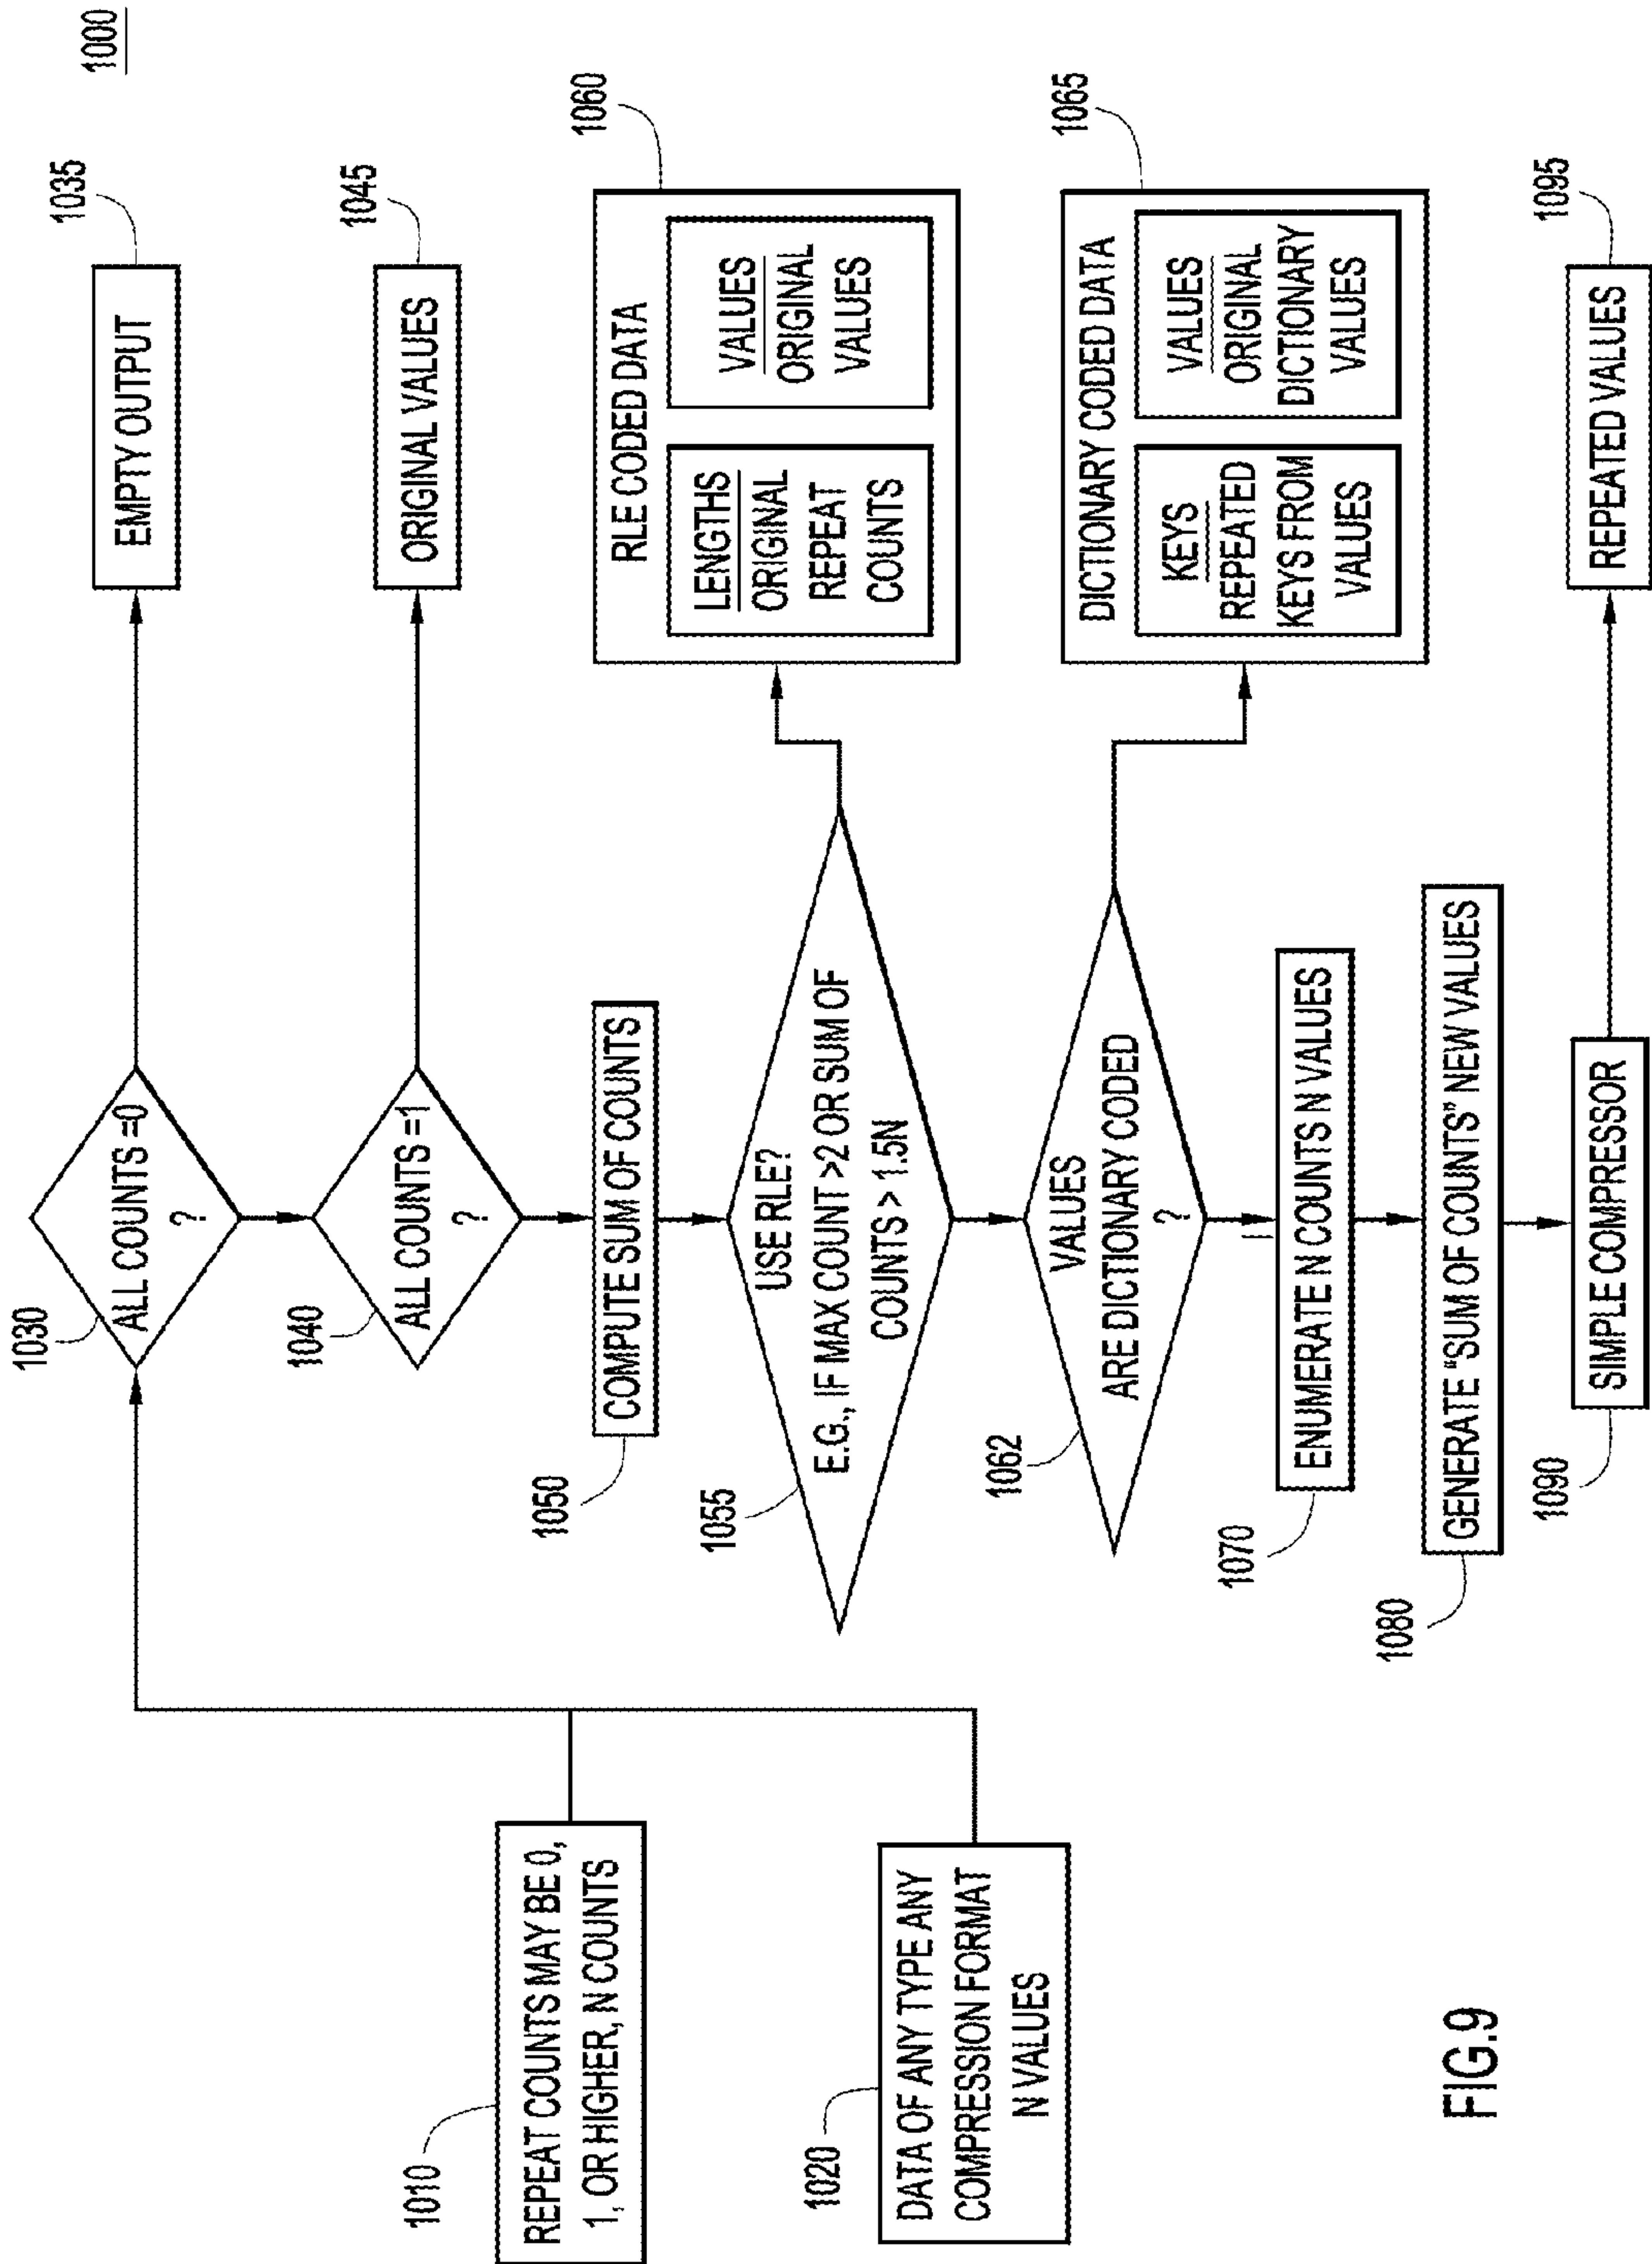 1000
1010
REPEAT COUNTS MAY BE 0,
1, OR HIGHER, N COUNTS
1020
DATA OF ANY TYPE ANY
COMPRESSION FORMAT
N VALUES
1030
ALL COUNTS =0
?
1035
EMPTY OUTPUT
1040
ALL COUNTS =1
?
1045
ORIGINAL VALUES
1050
COMPUTE SUM OF COUNTS
1055
USE RLE?
E.G., IF MAX COUNT >2 OR SUM OF
COUNTS > 1.5N
1060
RLE CODED DATA
LENGTHS
ORIGINAL
REPEAT
COUNTS
VALUES
ORIGINAL
VALUES
1062
VALUES
ARE DICTIONARY CODED
?
1065
DICTIONARY CODED DATA
KEYS
REPEATED
KEYS FROM
VALUES
VALUES
ORIGINAL
DICTIONARY
VALUES
1070
ENUMERATE N COUNTS N VALUES
1080
GENERATE "SUM OF COUNTS" NEW VALUES
1090
SIMPLE COMPRESSOR
1095
REPEATED VALUES
FIG.9